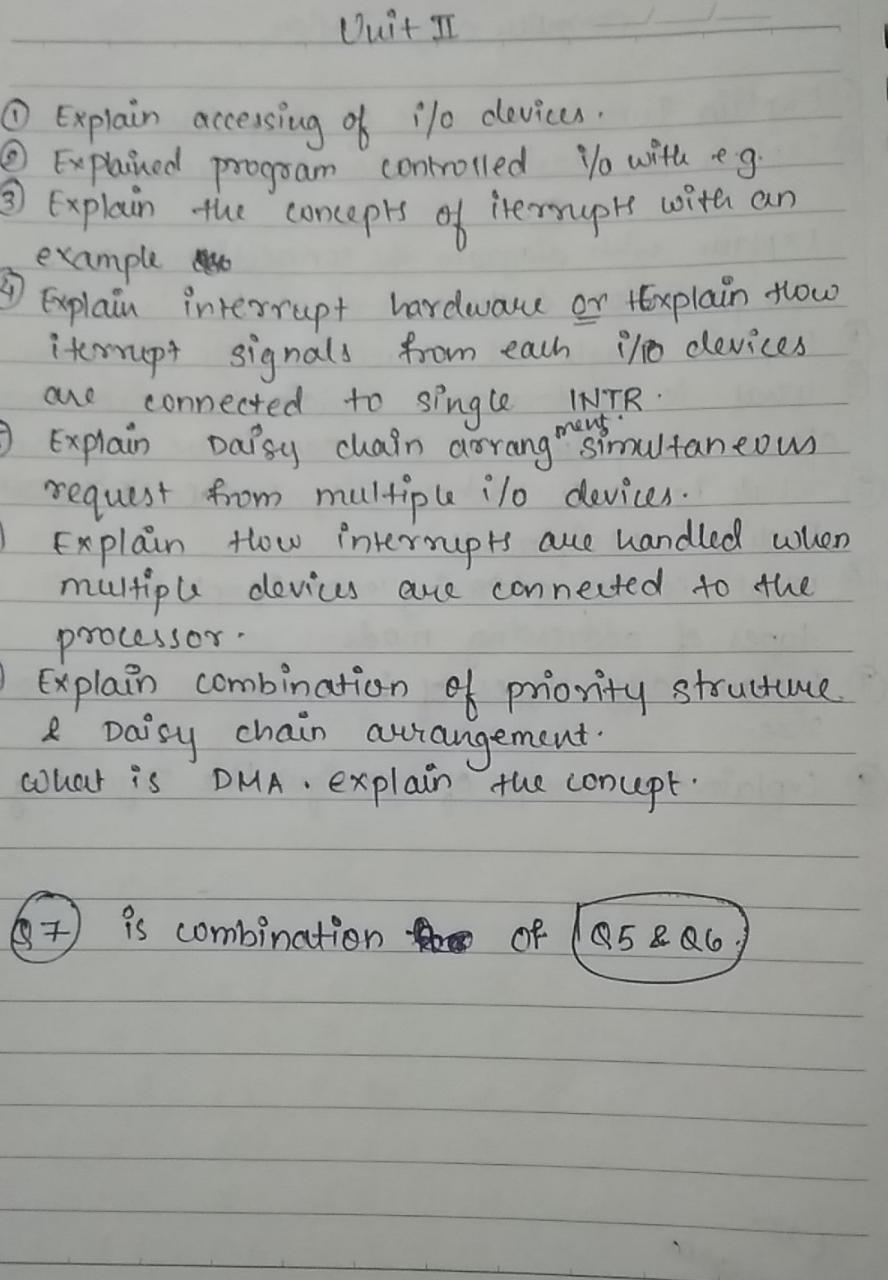 Unit II
① Explain accessing of i/o devices.
② Explained program controlled i/o with e.g.
③ Explain the concepts of iterrupts with an
example
④ Explain interrupt hardware or Explain How
iterrupt signals from each i/o devices
are connected to single INTR.
Explain Daisy chain arrangment. simultaneous
request from multiple i/o devices.
Explain How interrupts are handled when
multiple devices are connected to the
processor.
Explain combination of priority structure
& Daisy chain arrangement.
What is DMA. explain the concept.
Q7 is combination of Q5 & Q6.